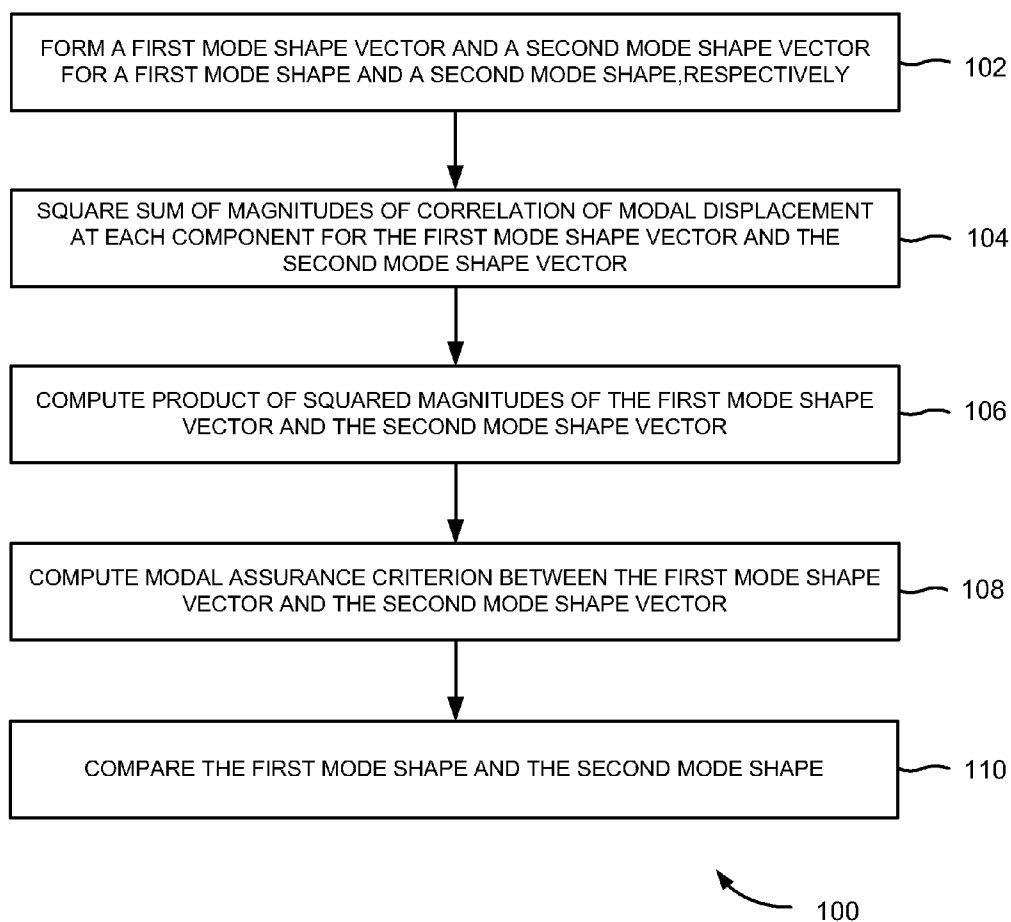 FORM A FIRST MODE SHAPE VECTOR AND A SECOND MODE SHAPE VECTOR
FOR A FIRST MODE SHAPE AND A SECOND MODE SHAPE,RESPECTIVELY
102
SQUARE SUM OF MAGNITUDES OF CORRELATION OF MODAL DISPLACEMENT
AT EACH COMPONENT FOR THE FIRST MODE SHAPE VECTOR AND THE
SECOND MODE SHAPE VECTOR
104
COMPUTE PRODUCT OF SQUARED MAGNITUDES OF THE FIRST MODE SHAPE
VECTOR AND THE SECOND MODE SHAPE VECTOR
106
COMPUTE MODAL ASSURANCE CRITERION BETWEEN THE FIRST MODE SHAPE
VECTOR AND THE SECOND MODE SHAPE VECTOR
108
COMPARE THE FIRST MODE SHAPE AND THE SECOND MODE SHAPE
110
100